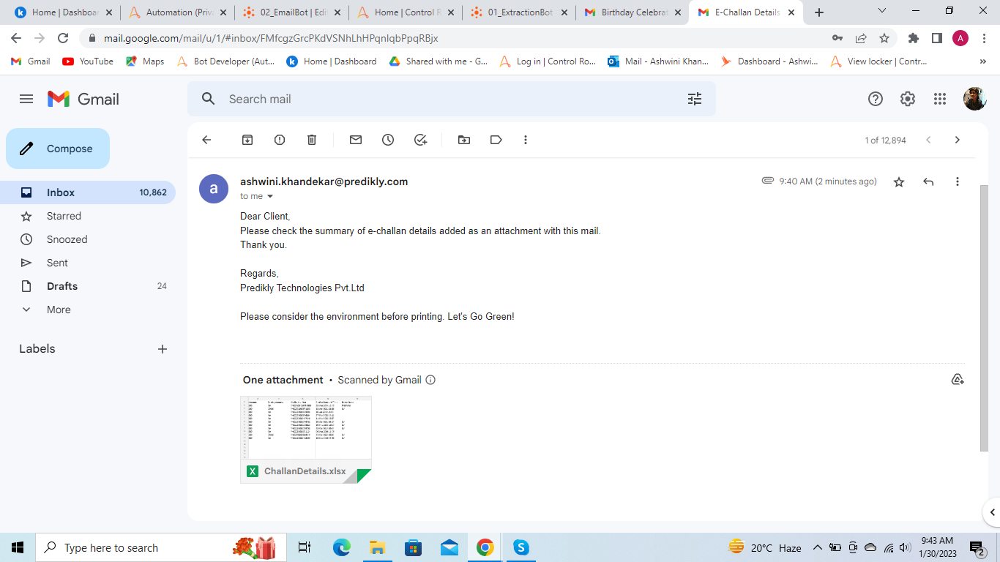 Home | Dashboar
Automation (Priva
02_EmailBot | Edi
Home | Control R
01_ExtractionBot
Birthday Celebrat
E-Challan Details
mail.google.com/mail/u/1/#inbox/FMfcgzGrcPKdVSNhLhHPqnlqbPpqRBjx
A
Gmail
YouTube
Maps
Bot Developer (Aut...
Home | Dashboard
Shared with me - G...
Log in | Control Ro...
Mail - Ashwini Khan...
Dashboard - Ashwi...
View locker | Contr...
»
Gmail
Search mail
Compose
1 of 12,894
Inbox 10,862
Starred
Snoozed
Sent
Drafts 24
More
Labels
a
ashwini.khandekar@predikly.com
9:40 AM (2 minutes ago)
to me
Dear Client,
Please check the summary of e-challan details added as an attachment with this mail.
Thank you.
Regards,
Predikly Technologies Pvt.Ltd
Please consider the environment before printing. Let's Go Green!
One attachment • Scanned by Gmail
X ChallanDetails.xlsx
Type here to search
20°C Haze
9:43 AM
1/30/2023
2